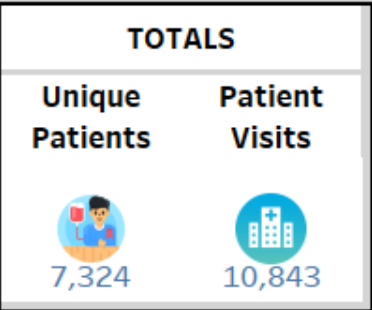 TOTALS
Unique Patients
Patient Visits
7,324
10,843